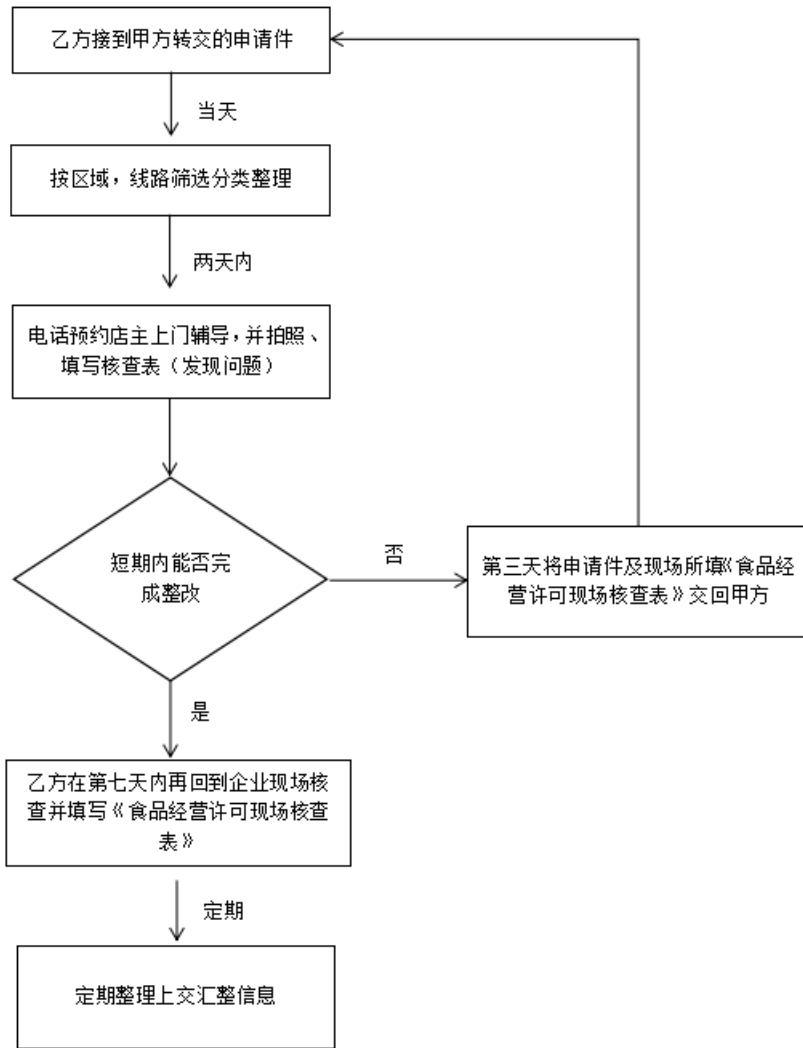 乙方接到甲方转交的申请件
当天
按区域，线路筛选分类整理
两天内
电话预约店主上门辅导，并拍照、
填写核查表（发现问题）
短期内能否完
成整改
否
第三天将申请件及现场所填《食品经
营许可现场核查表》交回甲方
是
乙方在第七天内再回到企业现场核
查并填写《食品经营许可现场核查
表》
定期
定期整理上交汇整信息